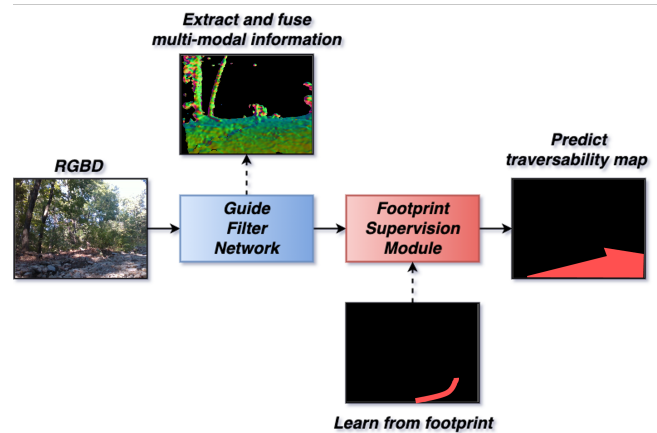 Extract and fuse
multi-modal information
RGBD
Guide
Filter
Network
Footprint
Supervision
Module
Predict
traversability map
Learn from footprint